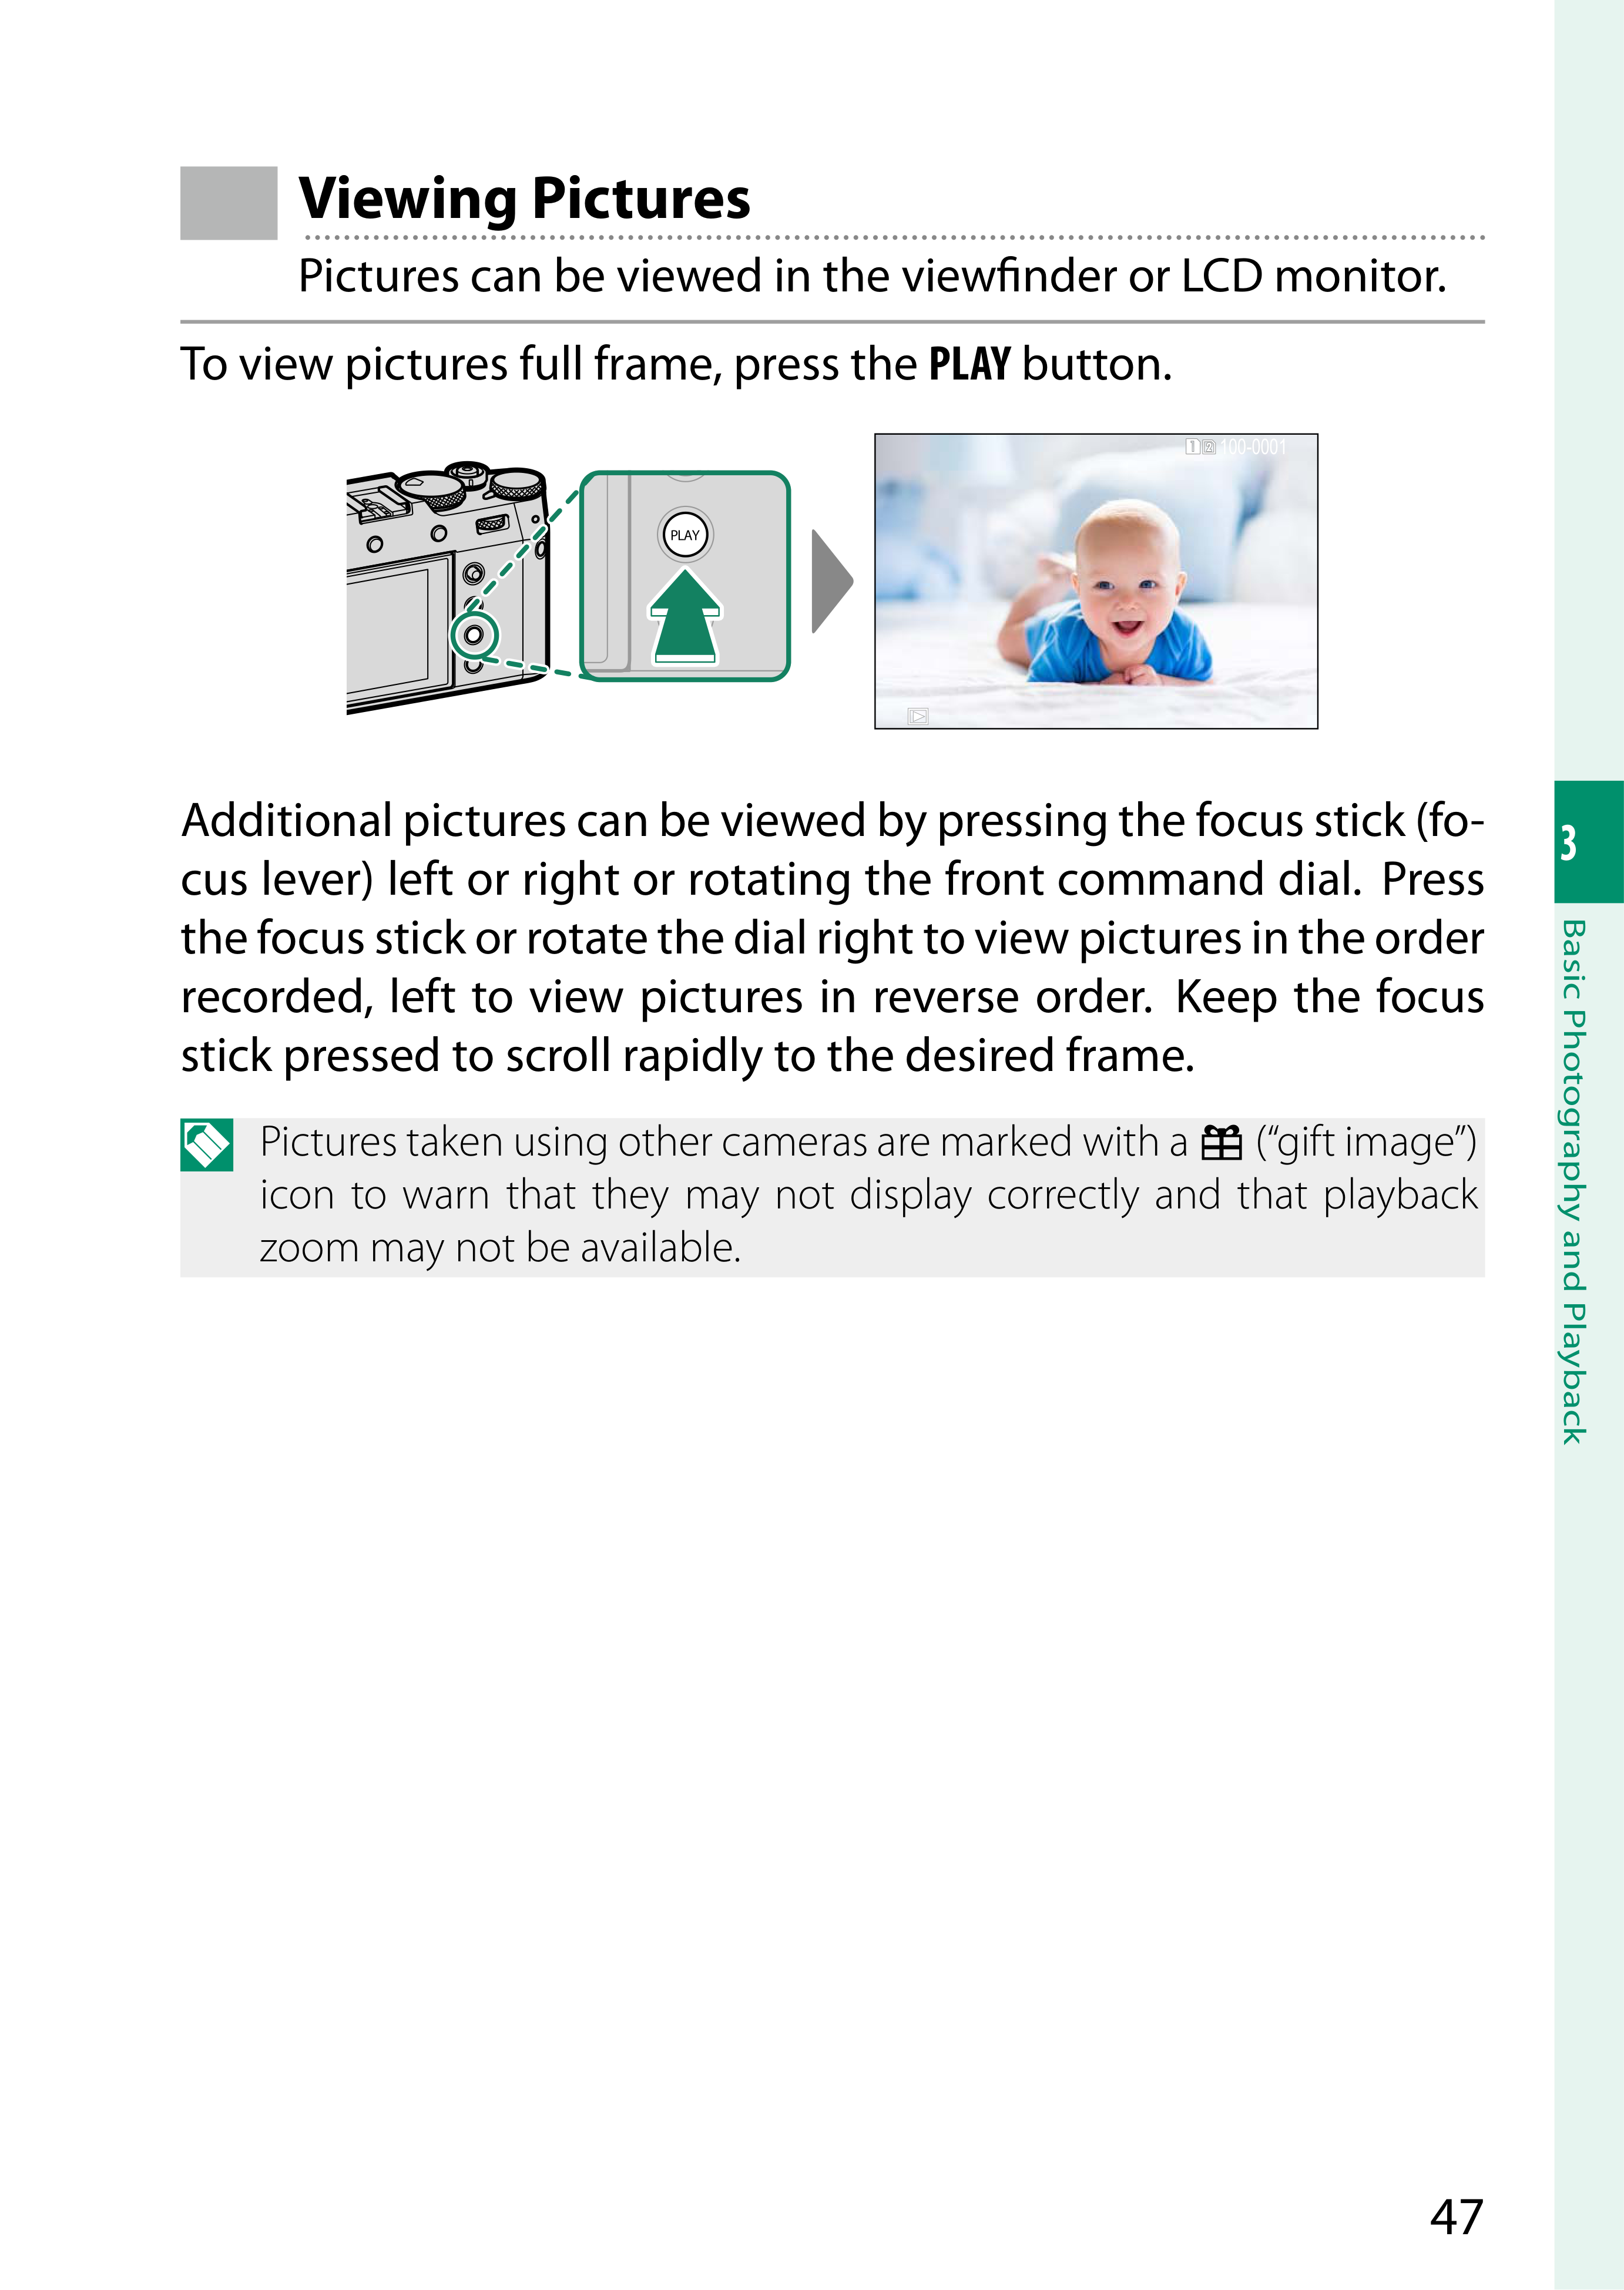 Viewing Pictures
Pictures can be viewed in the viewfinder or LCD monitor.
To view pictures full frame, press the PLAY button.
PLAY
1 2 100-0001
Additional pictures can be viewed by pressing the focus stick (fo-
cus lever) left or right or rotating the front command dial. Press
the focus stick or rotate the dial right to view pictures in the order
recorded, left to view pictures in reverse order. Keep the focus
stick pressed to scroll rapidly to the desired frame.
Pictures taken using other cameras are marked with a (“gift image”)
icon to warn that they may not display correctly and that playback
zoom may not be available.
3
Basic Photography and Playback
47